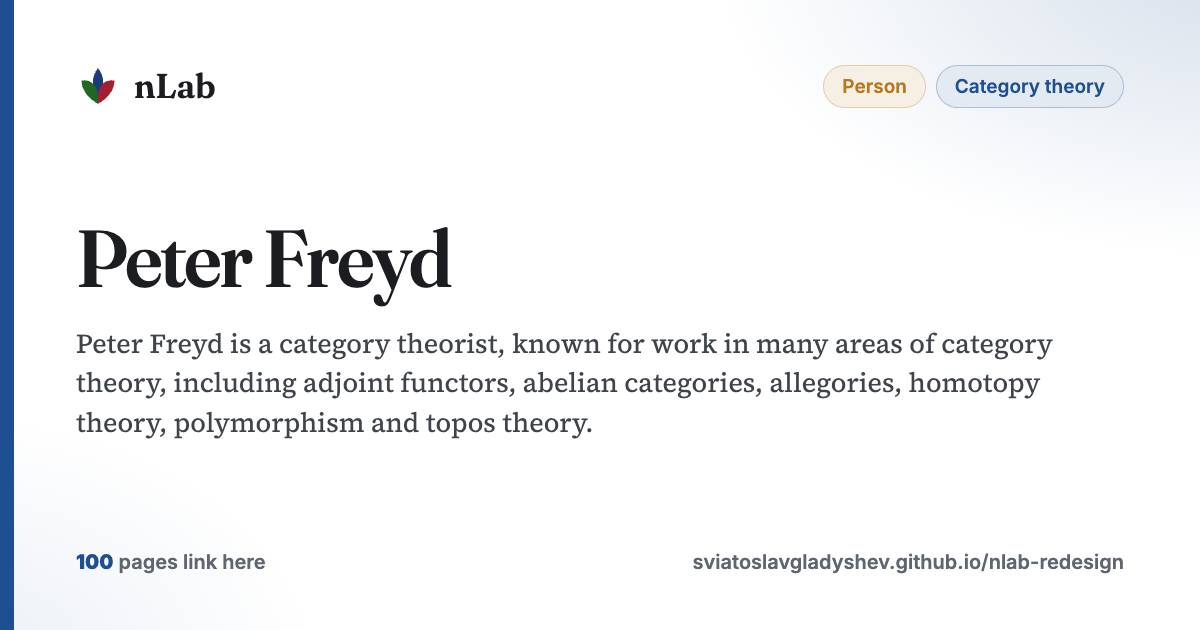 nLab
Person
Category theory
Peter Freyd
Peter Freyd is a category theorist, known for work in many areas of category
theory, including adjoint functors, abelian categories, allegories, homotopy
theory, polymorphism and topos theory.
100 pages link here
sviatoslavgladyshev.github.io/nlab-redesign